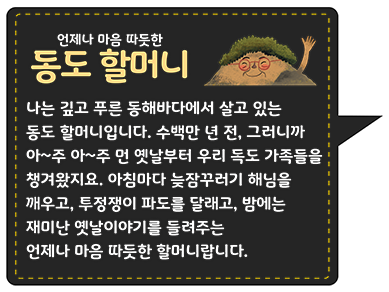 언제나 마음 따듯한
동도 할머니
나는 깊고 푸른 동해바다에서 살고 있는
동도 할머니입니다. 수백만 년 전, 그러니까
아~주 아~주 먼 옛날부터 우리 독도 가족들을
챙겨왔지요. 아침마다 늦잠꾸러기 해님을
깨우고, 투정쟁이 파도를 달래고, 밤에는
재미난 옛날이야기를 들려주는
언제나 마음 따듯한 할머니랍니다.